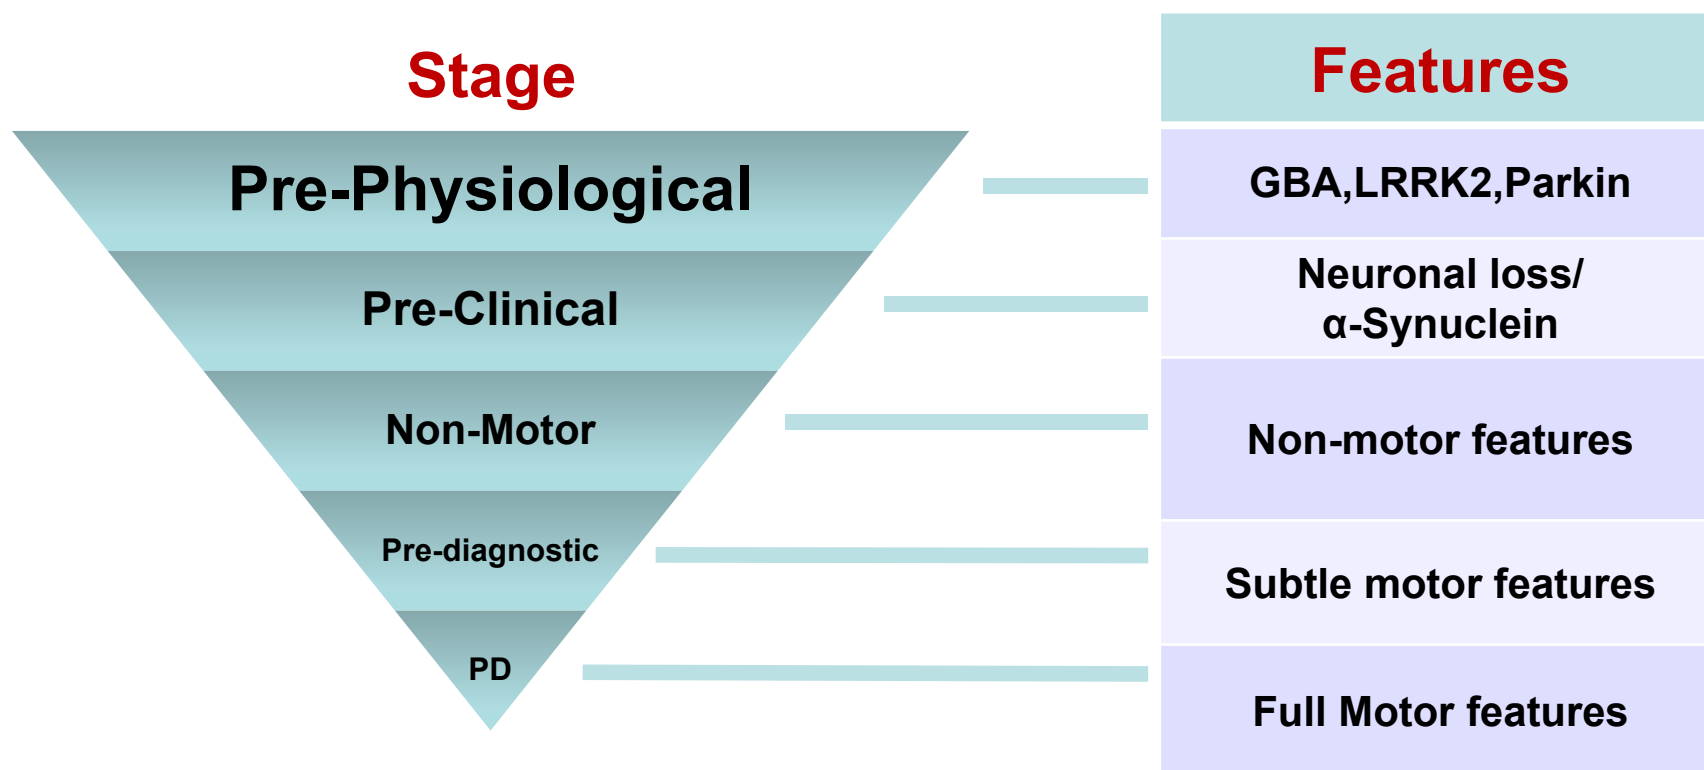 Stage
Features
Pre-Physiological
GBA,LRRK2,Parkin
Pre-Clinical
Neuronal loss/
α-Synuclein
Non-Motor
Non-motor features
Pre-diagnostic
Subtle motor features
PD
Full Motor features